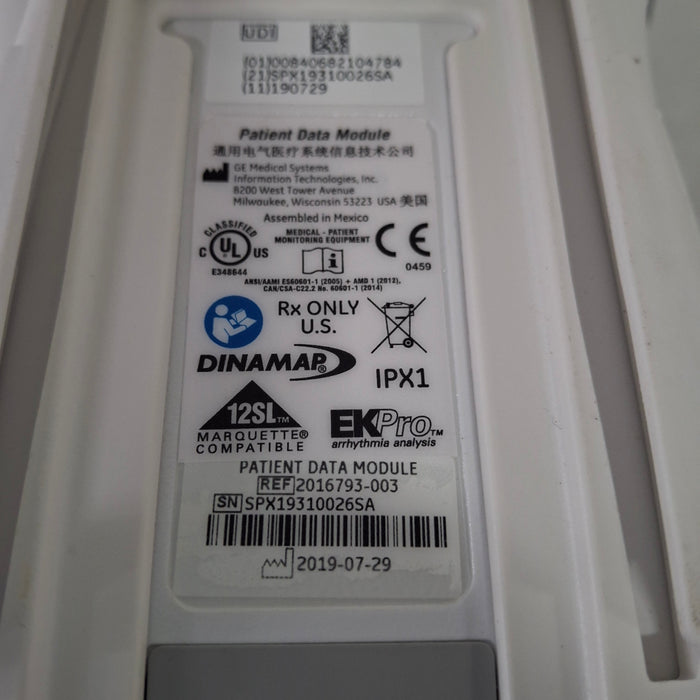 UDI
(01)00840682104784
(21)SPX19310026SA
(11)190729
Patient Data Module
通用电气医疗系统信息技术公司
GE Medical Systems
Information Technologies, Inc.
8200 West Tower Avenue
Milwaukee, Wisconsin 53223 USA 美国
Assembled in Mexico
CLASSIFIED
C UL US
E348644
MEDICAL - PATIENT
MONITORING EQUIPMENT
CE
0459
ANSI/AAMI ES60601-1 (2005) + AMD 1 (2012),
CAN/CSA-C22.2 No. 60601-1 (2014)
Rx ONLY
U.S.
DINAMAP®
IPX1
12SL™
MARQUETTE®
COMPATIBLE
EKPro™
arrhythmia analysis
PATIENT DATA MODULE
REF 2016793-003
SN SPX19310026SA
2019-07-29